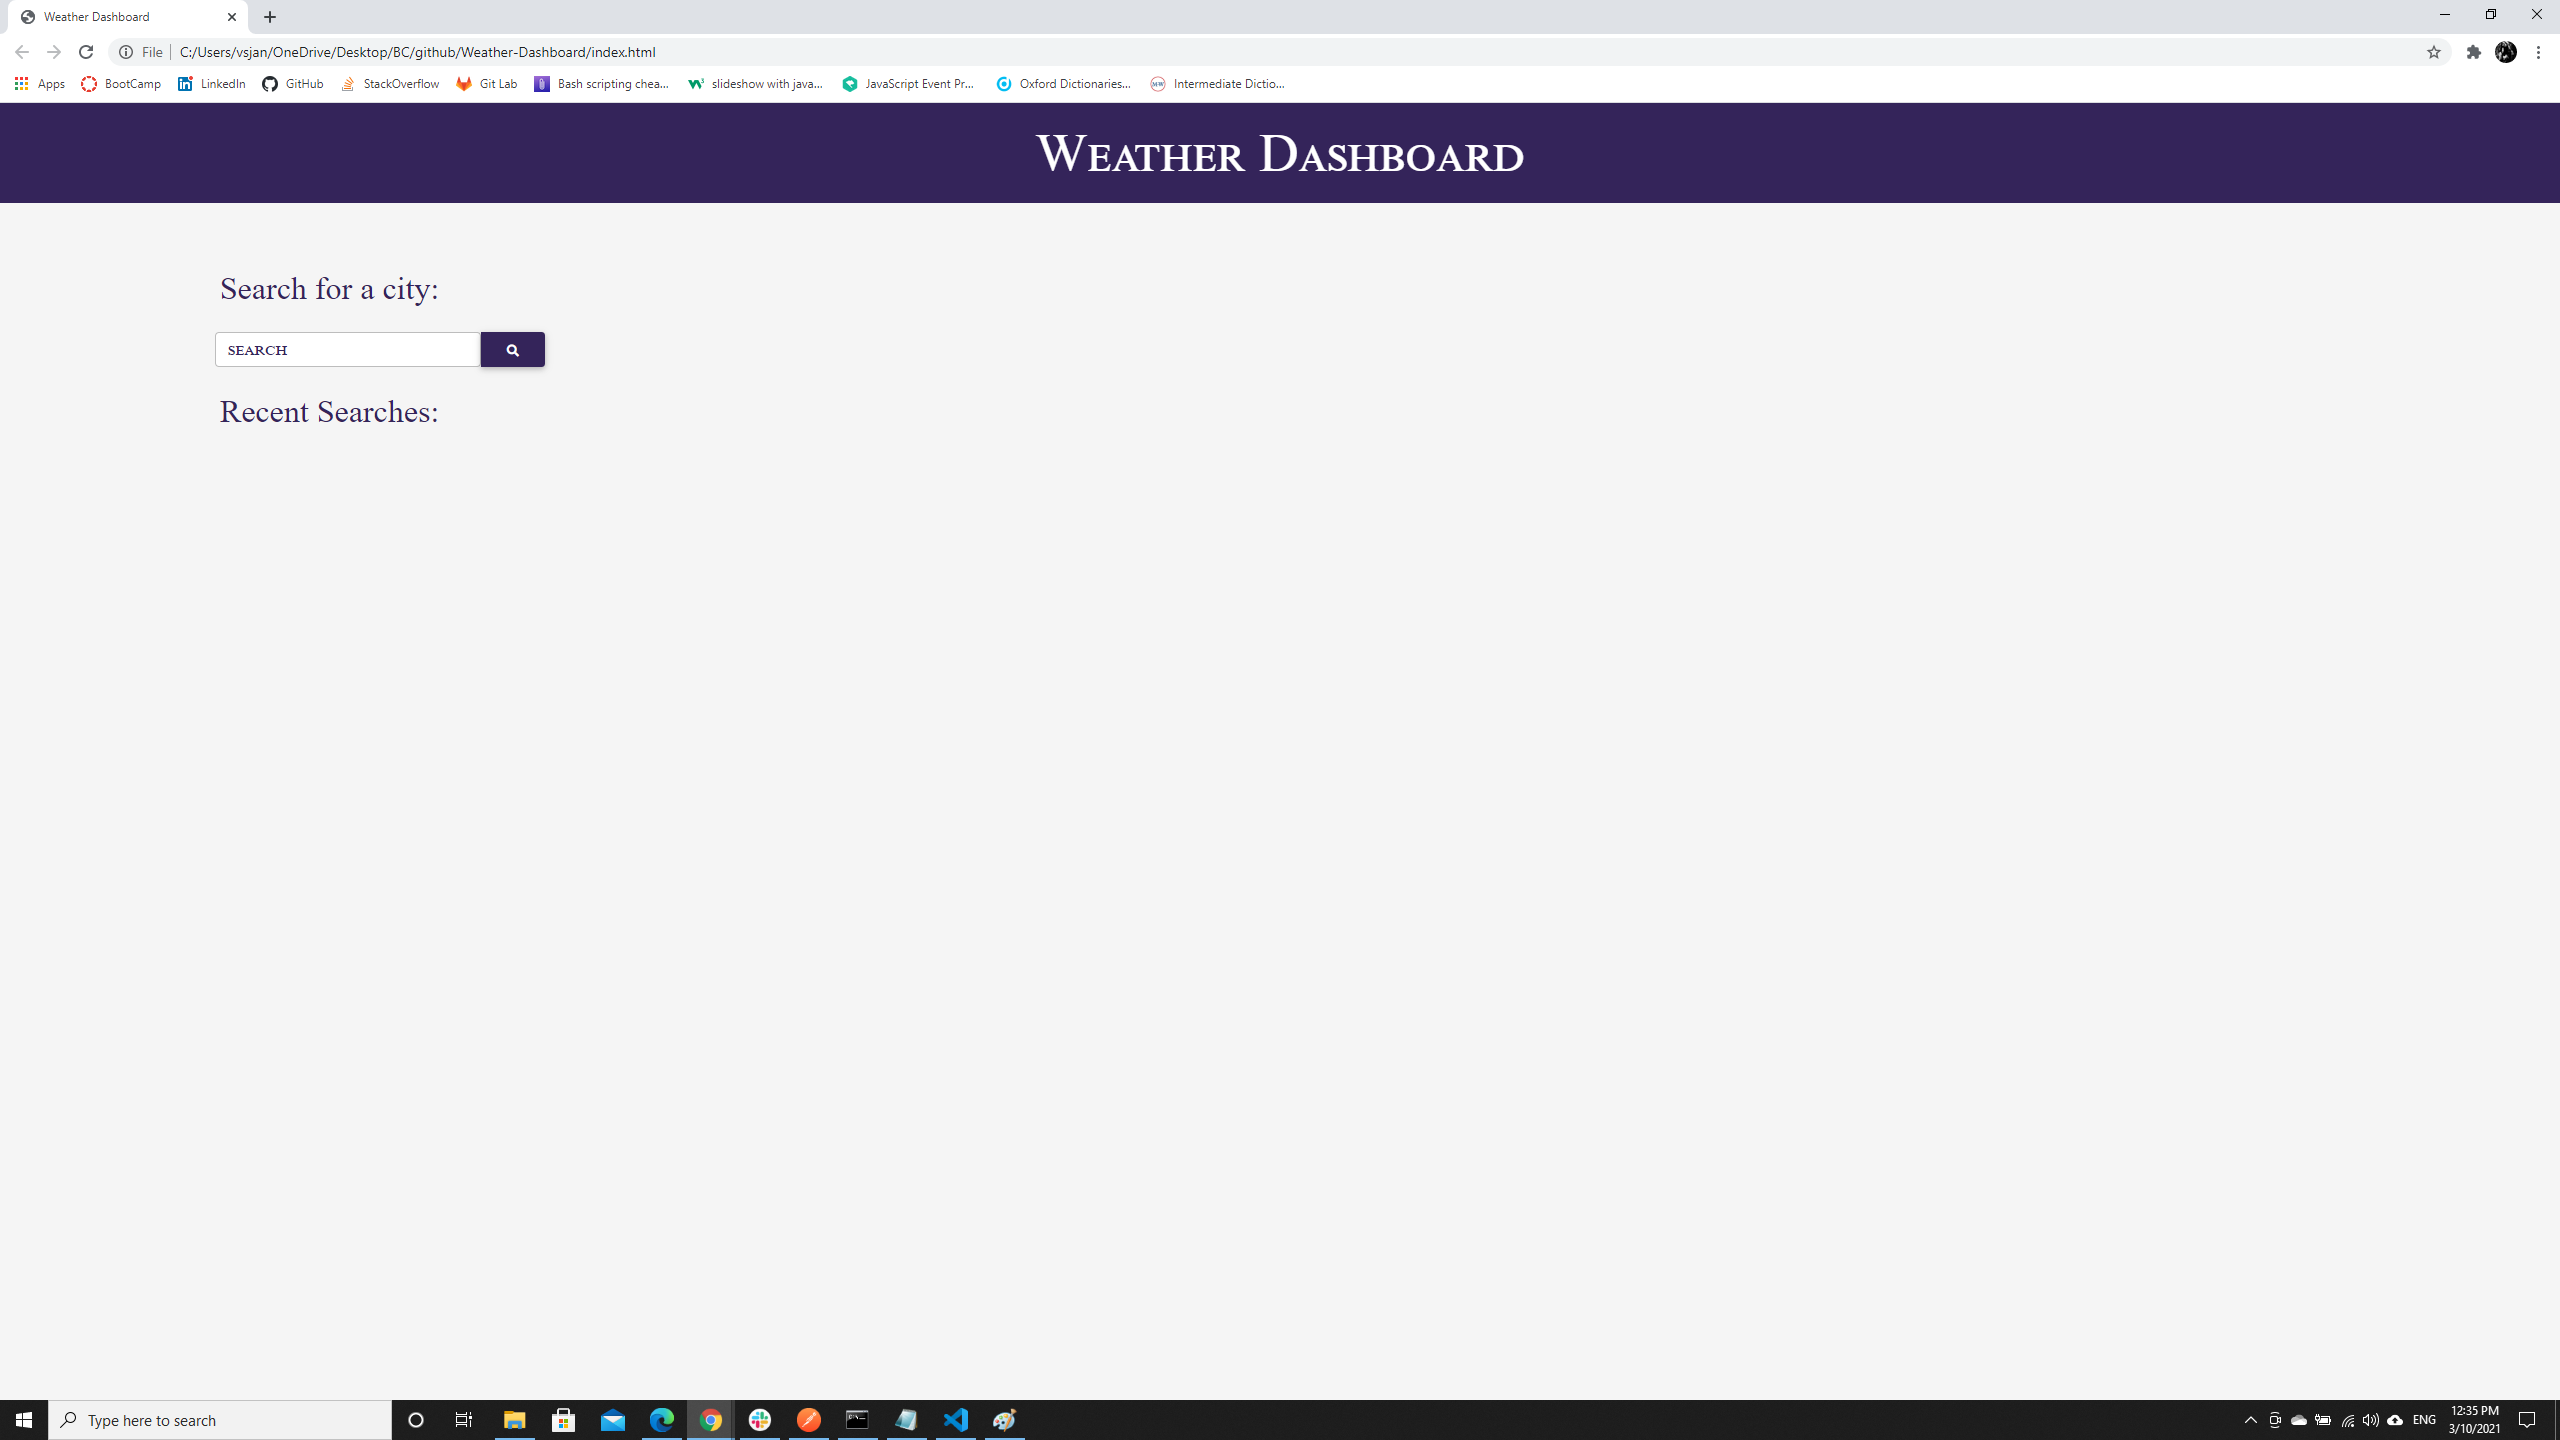 Weather Dashboard
File C:/Users/vsjan/OneDrive/Desktop/BC/github/Weather-Dashboard/index.html
Apps BootCamp LinkedIn GitHub StackOverflow Git Lab Bash scripting chea... slideshow with java... JavaScript Event Pr... Oxford Dictionaries... Intermediate Dictio...
Weather Dashboard
Search for a city:
SEARCH
Recent Searches:
Type here to search
ENG
12:35 PM
3/10/2021